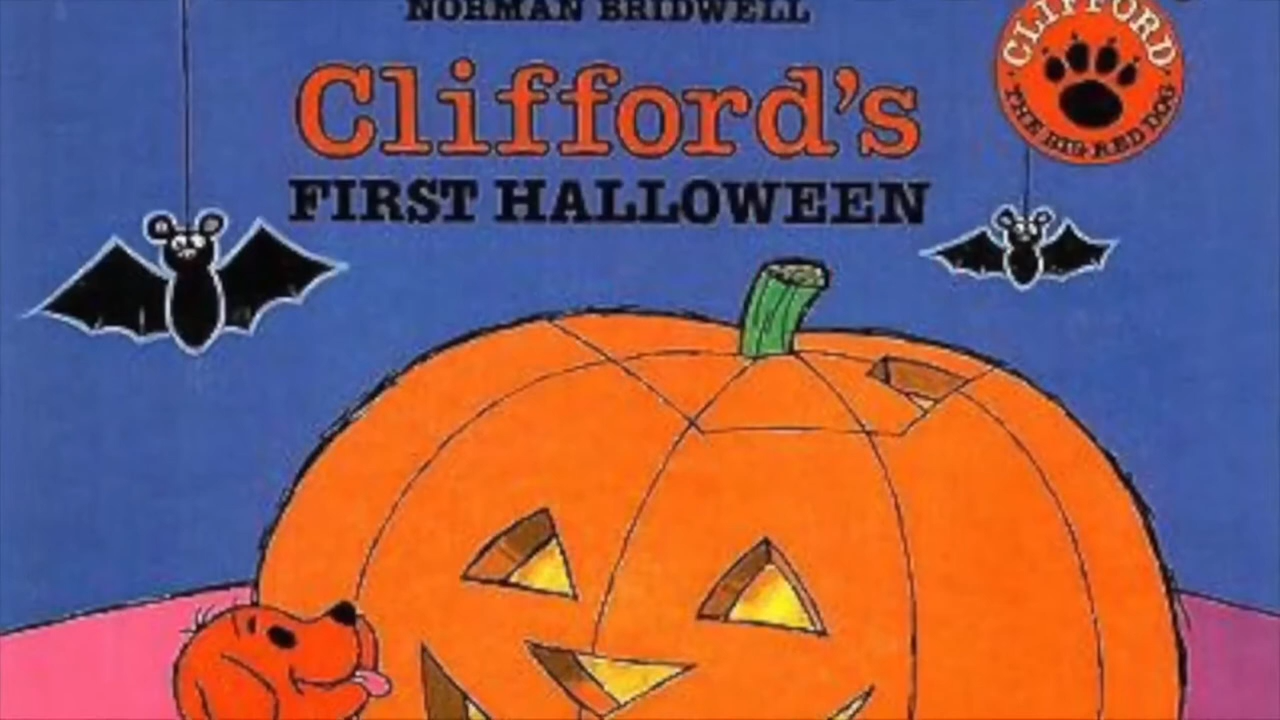 NORMAN BRIDWELL
Clifford's
FIRST HALLOWEEN
CLIFFORD
THE BIG RED DOG